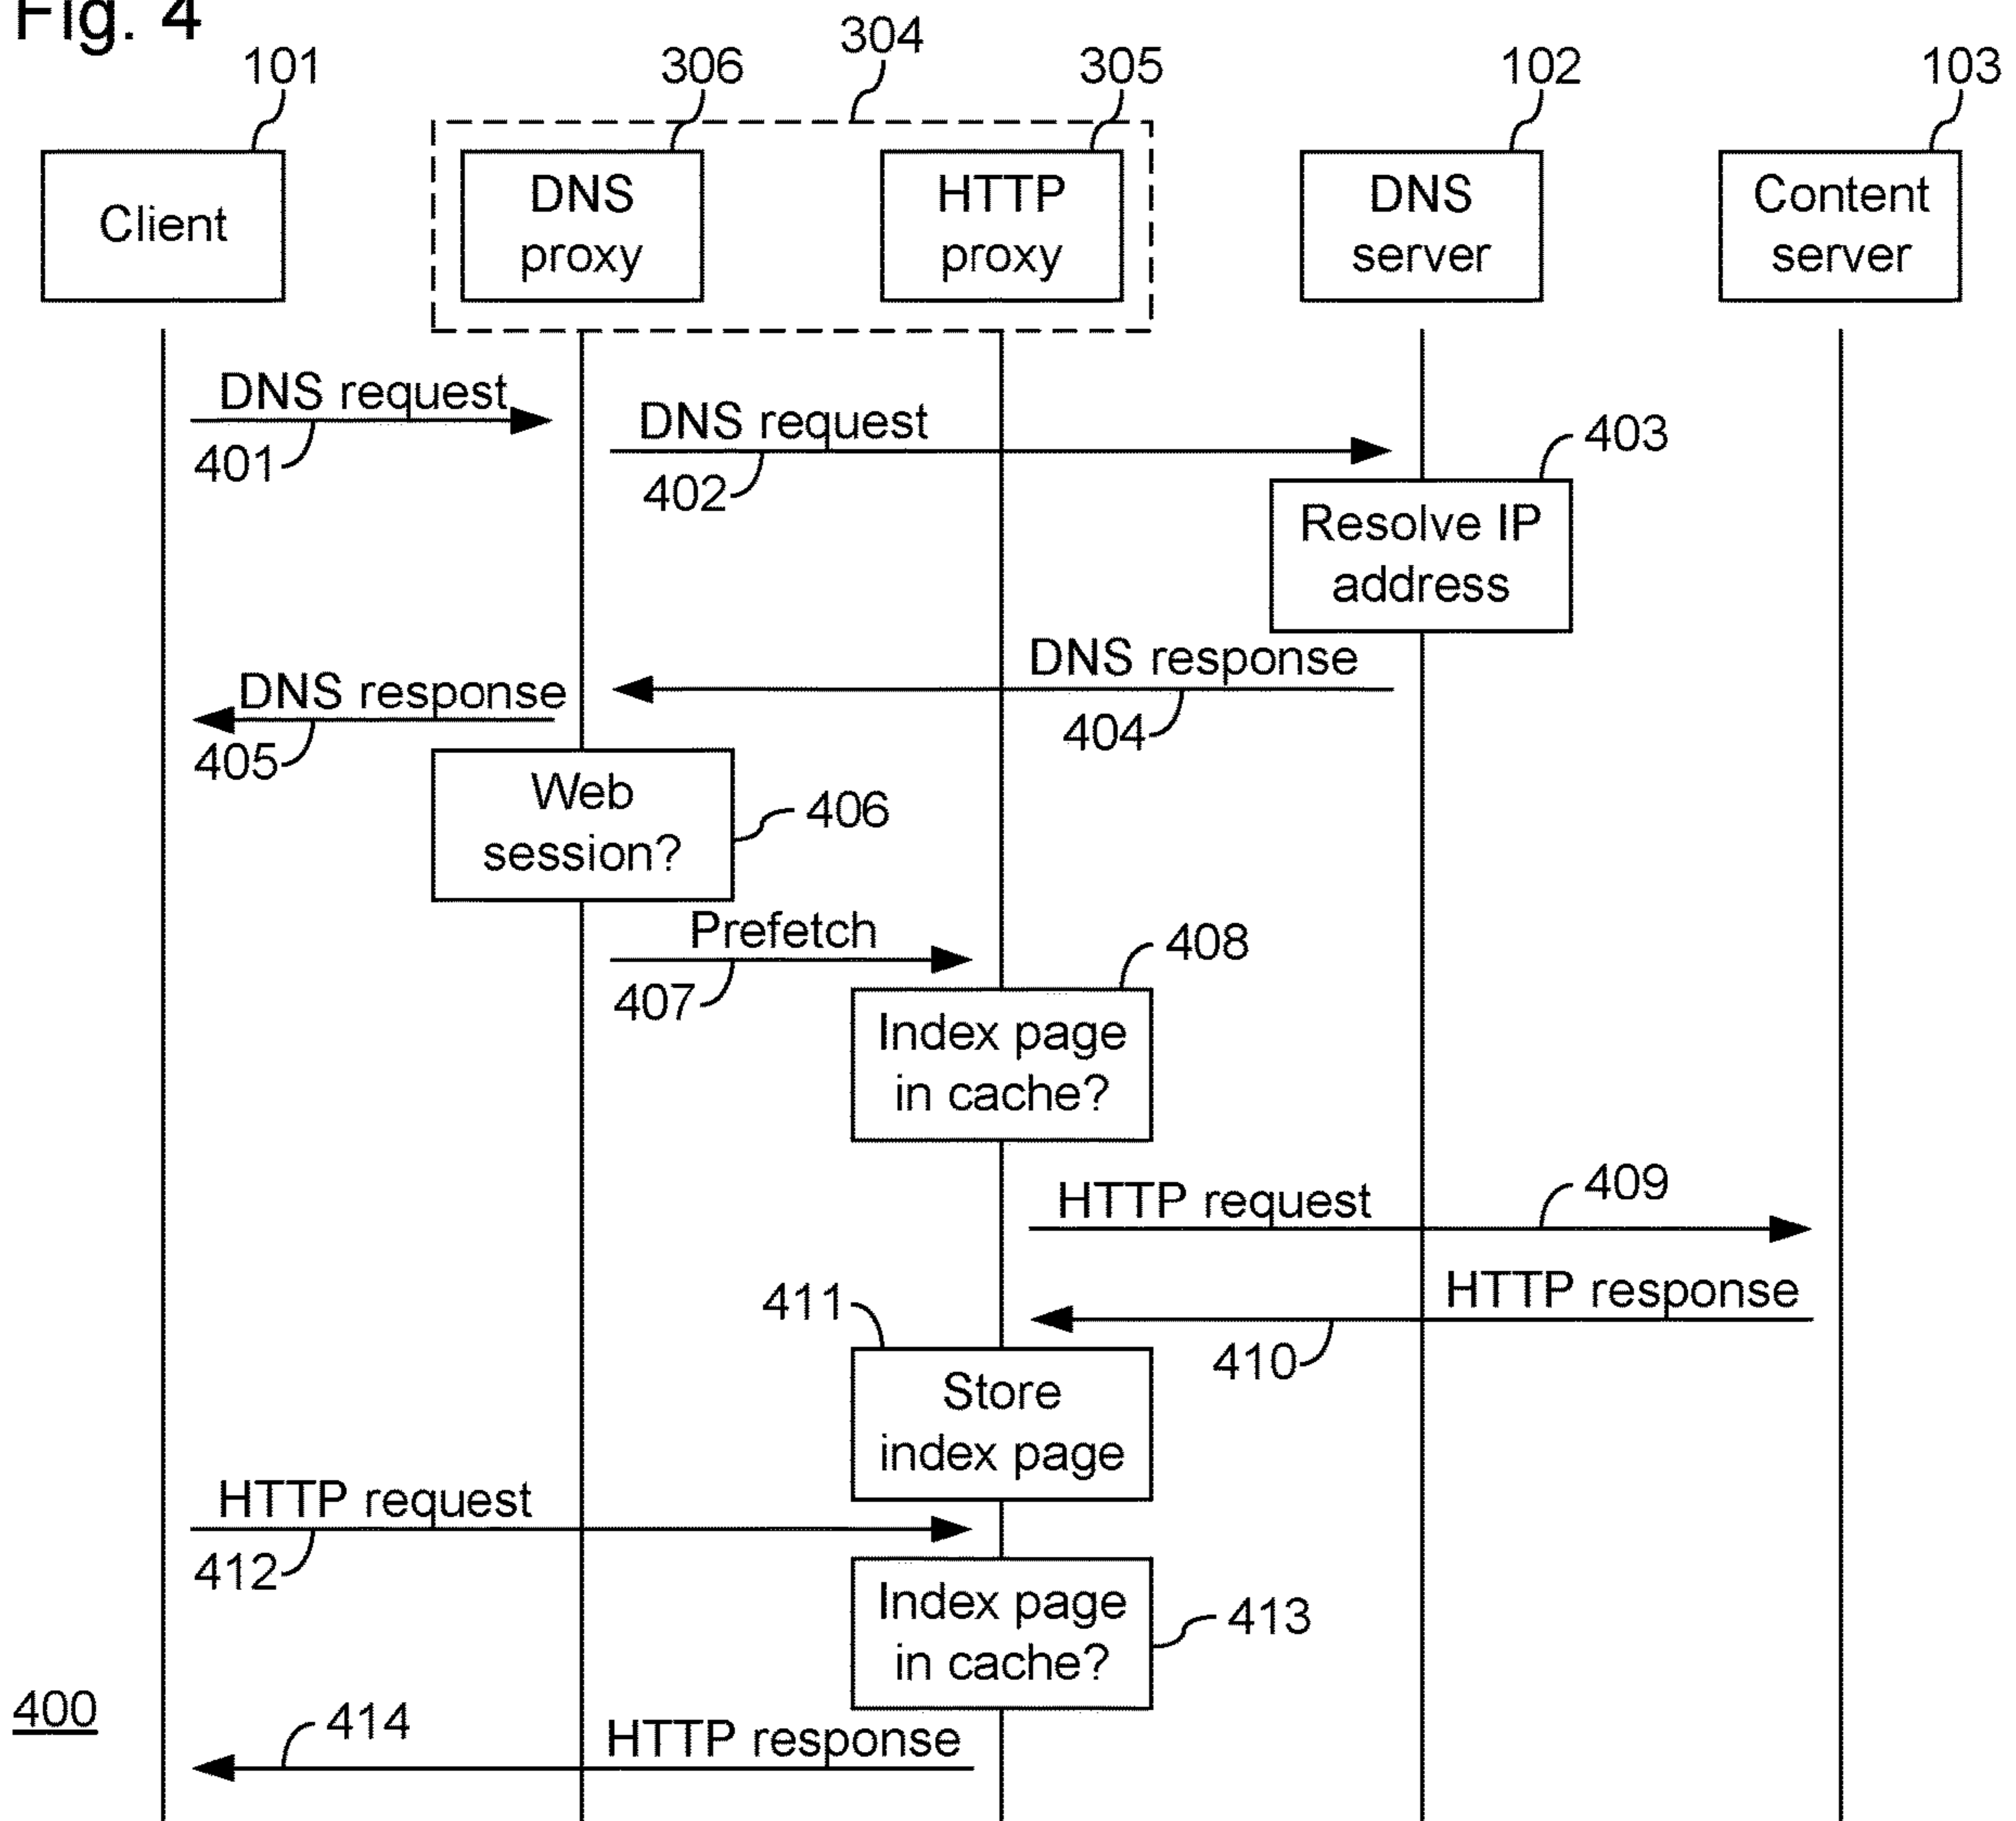 Fig. 4
304
101
306
305
102
103
Client
DNS
proxy
HTTP
proxy
DNS
server
Content
server
DNS request
401
DNS request
402
403
Resolve IP
address
DNS response
404
DNS response
405
Web
session?
406
Prefetch
407
408
Index page
in cache?
HTTP request
409
HTTP response
410
411
Store
index page
HTTP request
412
Index page
in cache?
413
400
414
HTTP response